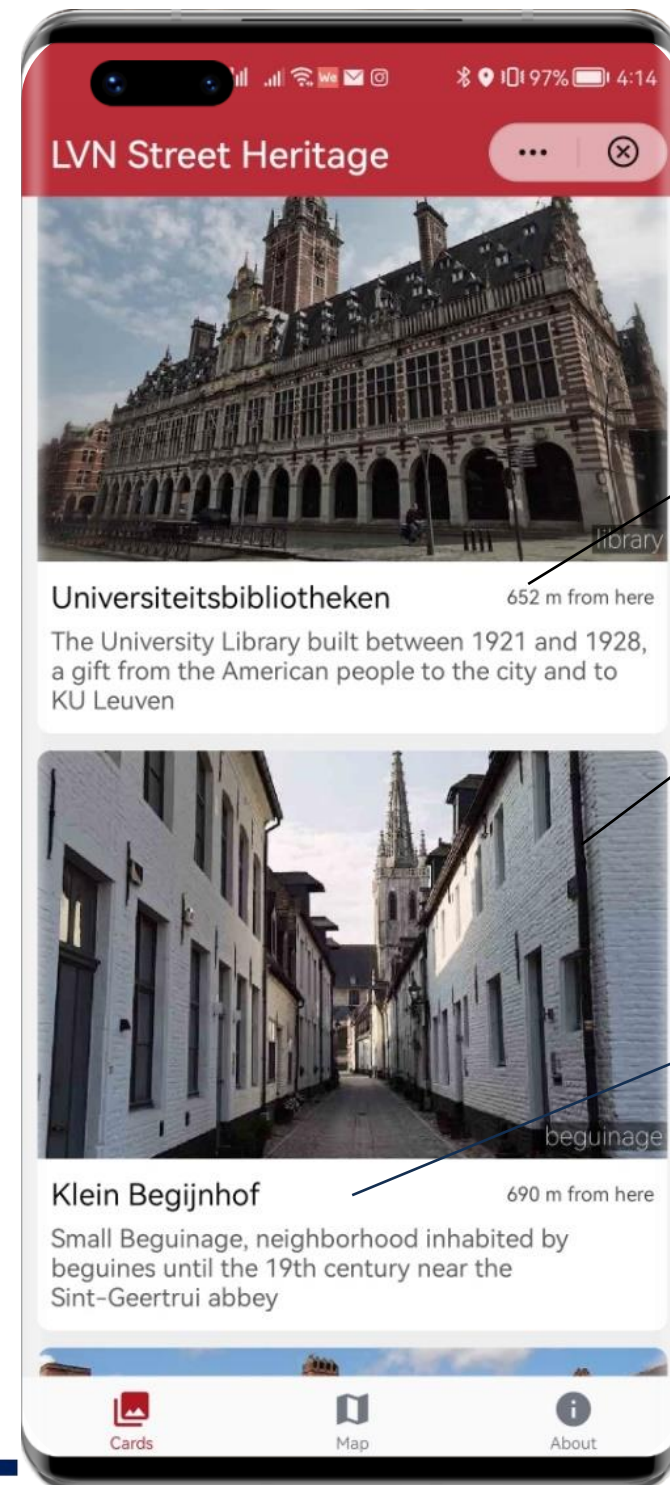 We 97% 4:14
LVN Street Heritage
library
Universiteitsbibliotheken 652 m from here
The University Library built between 1921 and 1928,
a gift from the American people to the city and to
KU Leuven
beguinage
Klein Begijnhof 690 m from here
Small Beguinage, neighborhood inhabited by
beguines until the 19th century near the
Sint-Geertrui abbey
Cards Map About